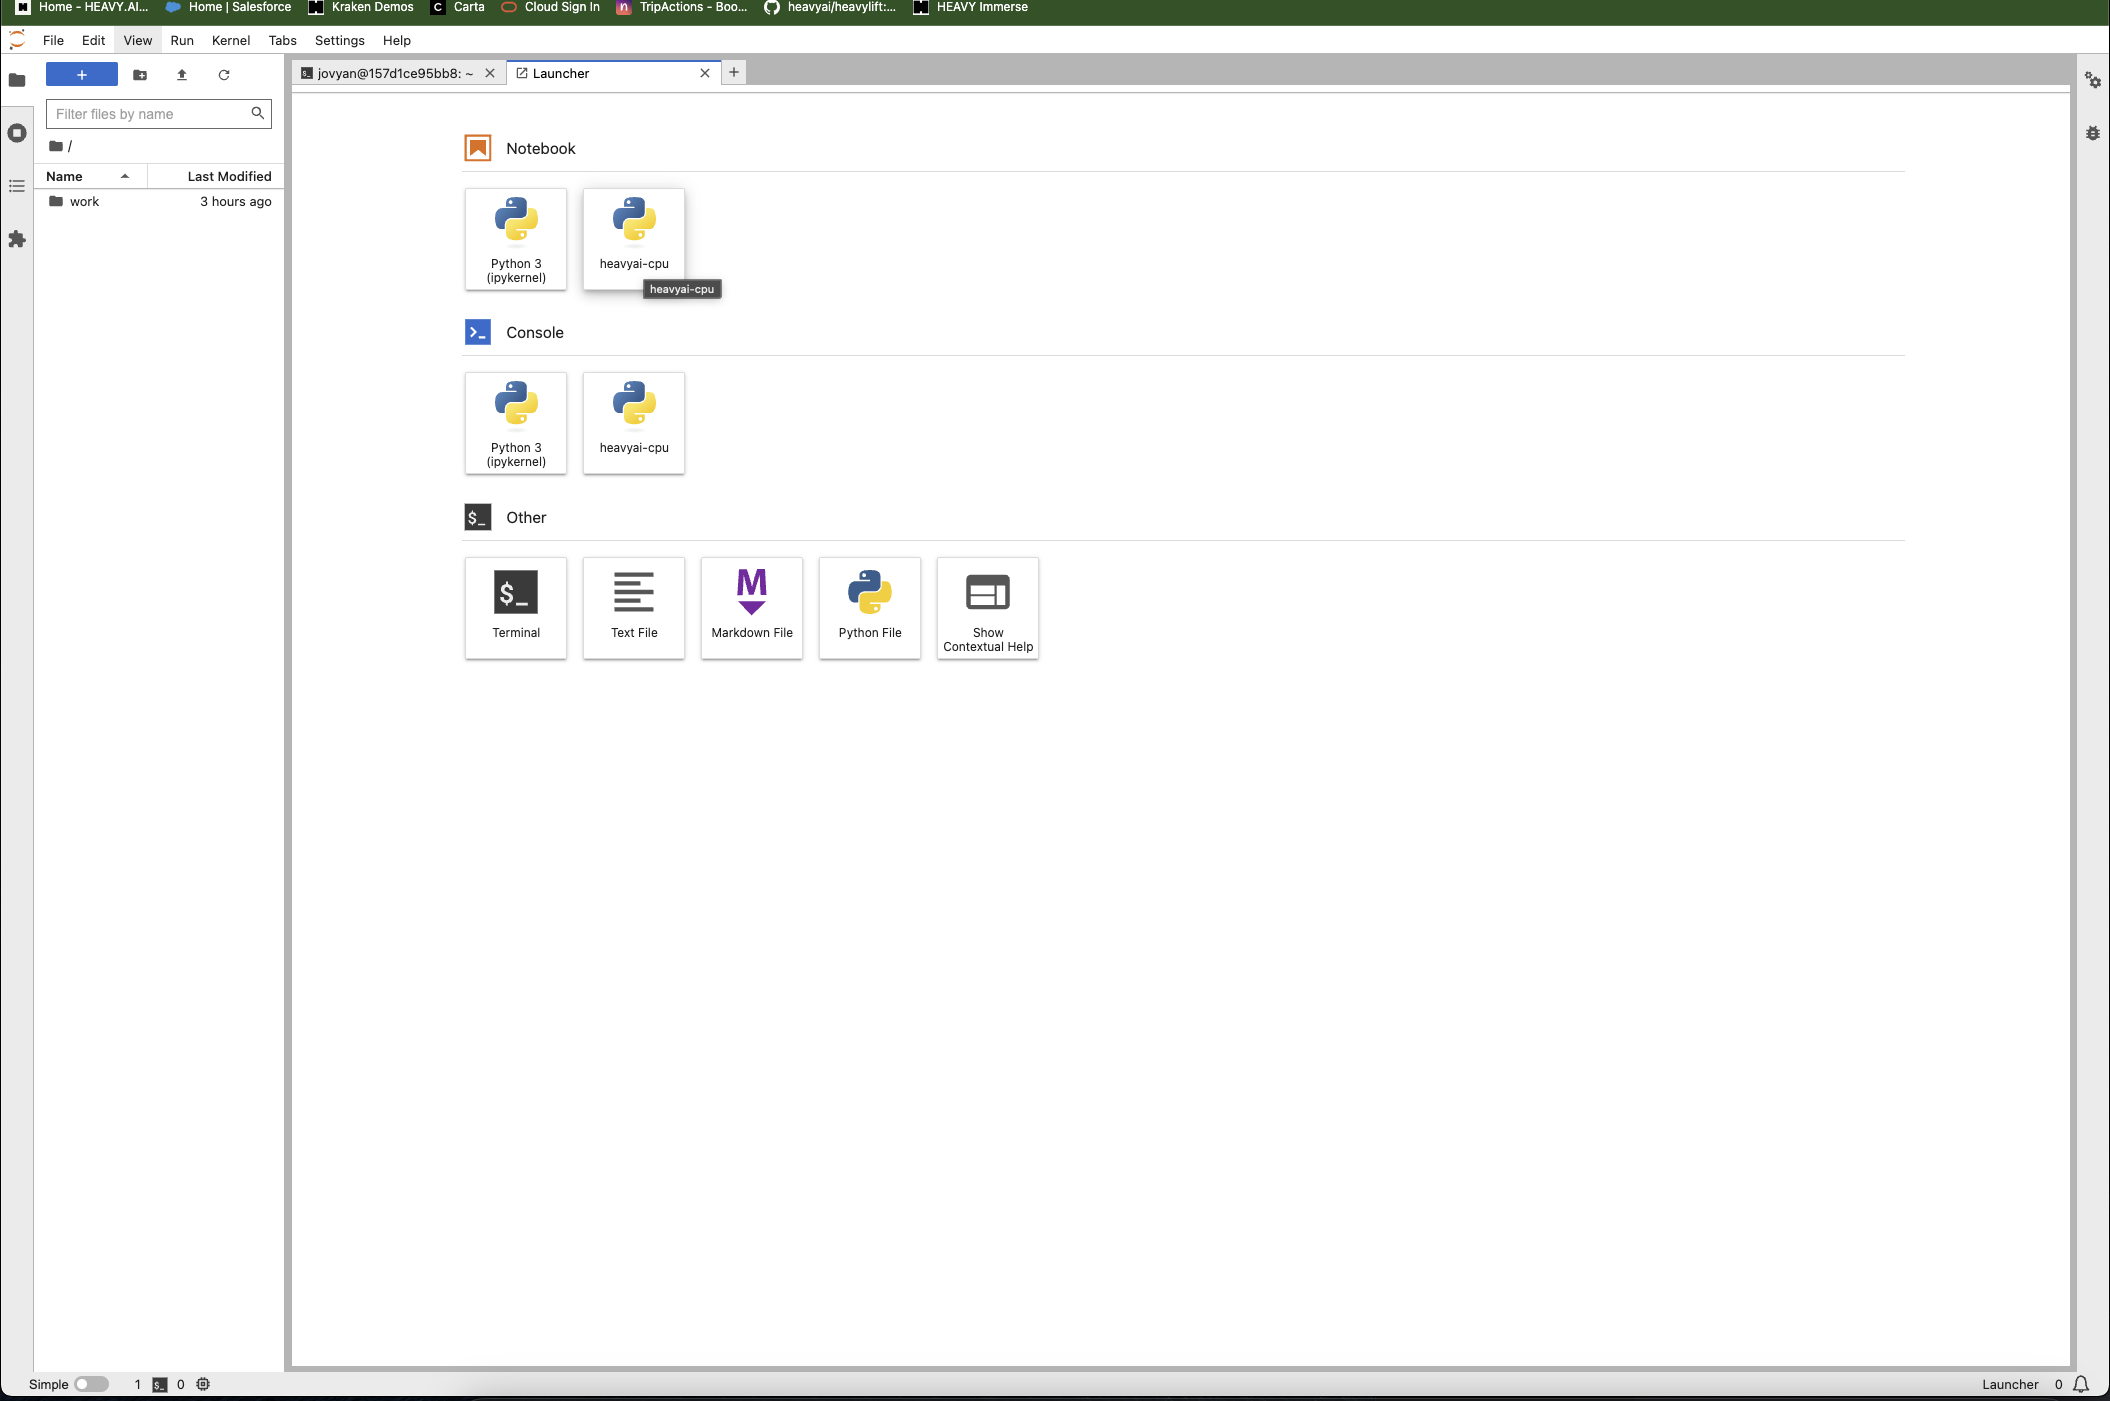 Home - HEAVY.AI... Home | Salesforce Kraken Demos Carta Cloud Sign In TripActions - Boo... heavyai/heavylift:... HEAVY Immerse
File Edit View Run Kernel Tabs Settings Help
jovyan@157d1ce95bb8: ~ Launcher
Filter files by name
/
Name Last Modified
work 3 hours ago
Notebook
Python 3
(ipykernel)
heavyai-cpu
heavyai-cpu
Console
Python 3
(ipykernel)
heavyai-cpu
$_ Other
$_
Terminal
Text File
M
Markdown File
Python File
Show
Contextual Help
Simple 1 $_ 0 Launcher 0